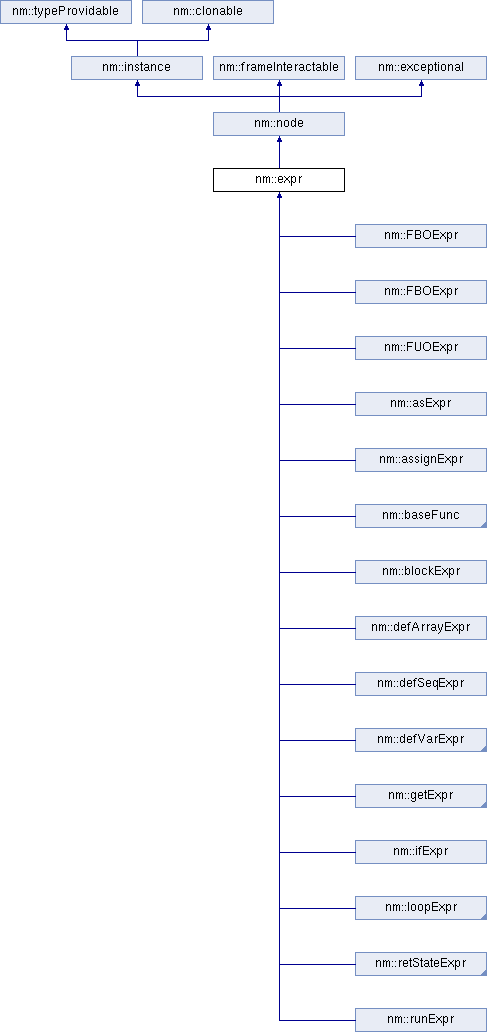 nm::typeProvidable nm::clonable
nm::instance nm::frameInteractable nm::exceptional
nm::node
nm::expr
nm::FBOExpr
nm::FBOExpr
nm::FUOExpr
nm::asExpr
nm::assignExpr
nm::baseFunc
nm::blockExpr
nm::defArrayExpr
nm::defSeqExpr
nm::defVarExpr
nm::getExpr
nm::ifExpr
nm::loopExpr
nm::retStateExpr
nm::runExpr